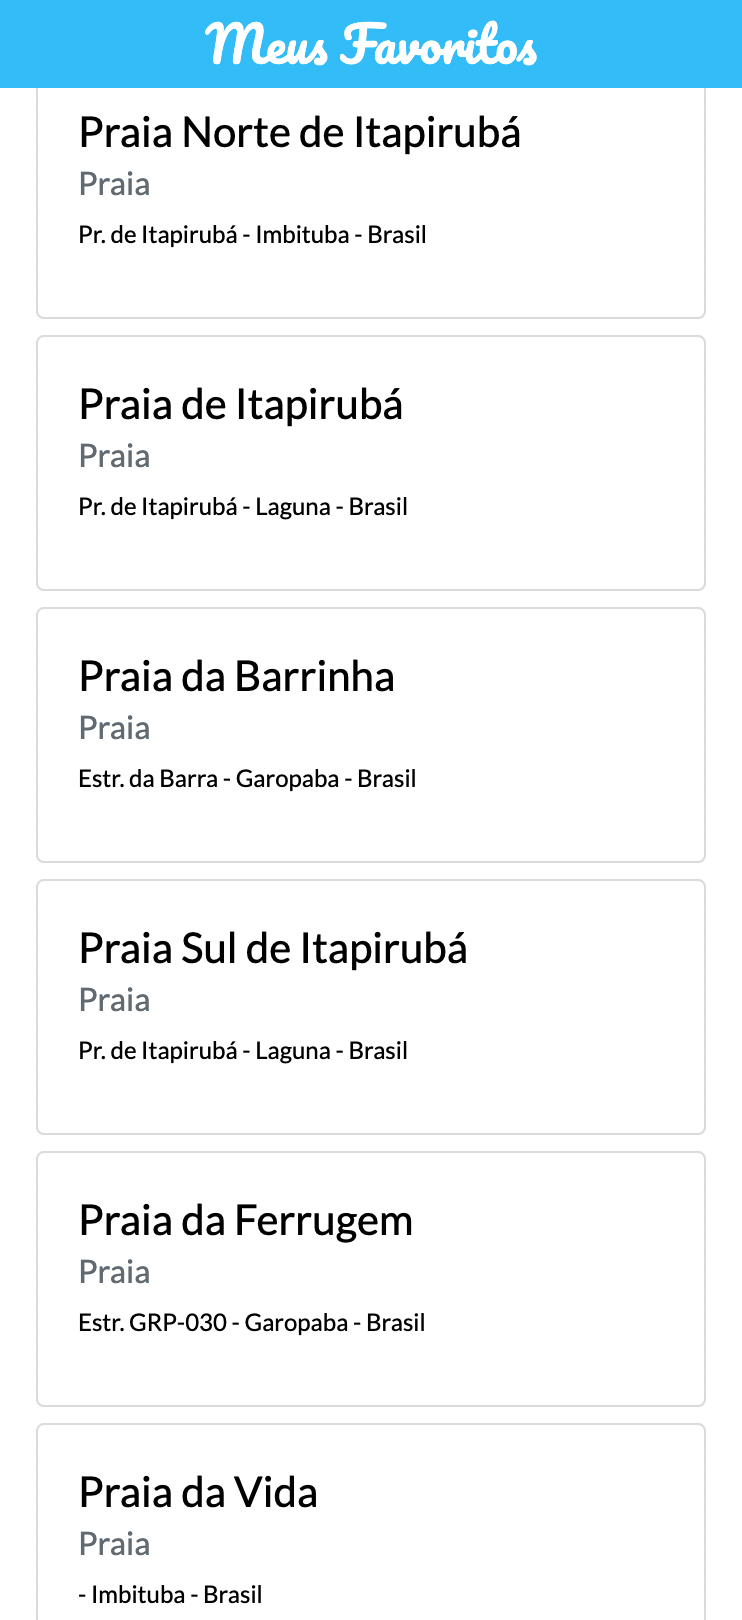 Meus Favoritos
Praia Norte de Itapirubá
Praia
Pr. de Itapirubá - Imbituba - Brasil
Praia de Itapirubá
Praia
Pr. de Itapirubá - Laguna - Brasil
Praia da Barrinha
Praia
Estr. da Barra - Garopaba - Brasil
Praia Sul de Itapirubá
Praia
Pr. de Itapirubá - Laguna - Brasil
Praia da Ferrugem
Praia
Estr. GRP-030 - Garopaba - Brasil
Praia da Vida
Praia
- Imbituba - Brasil